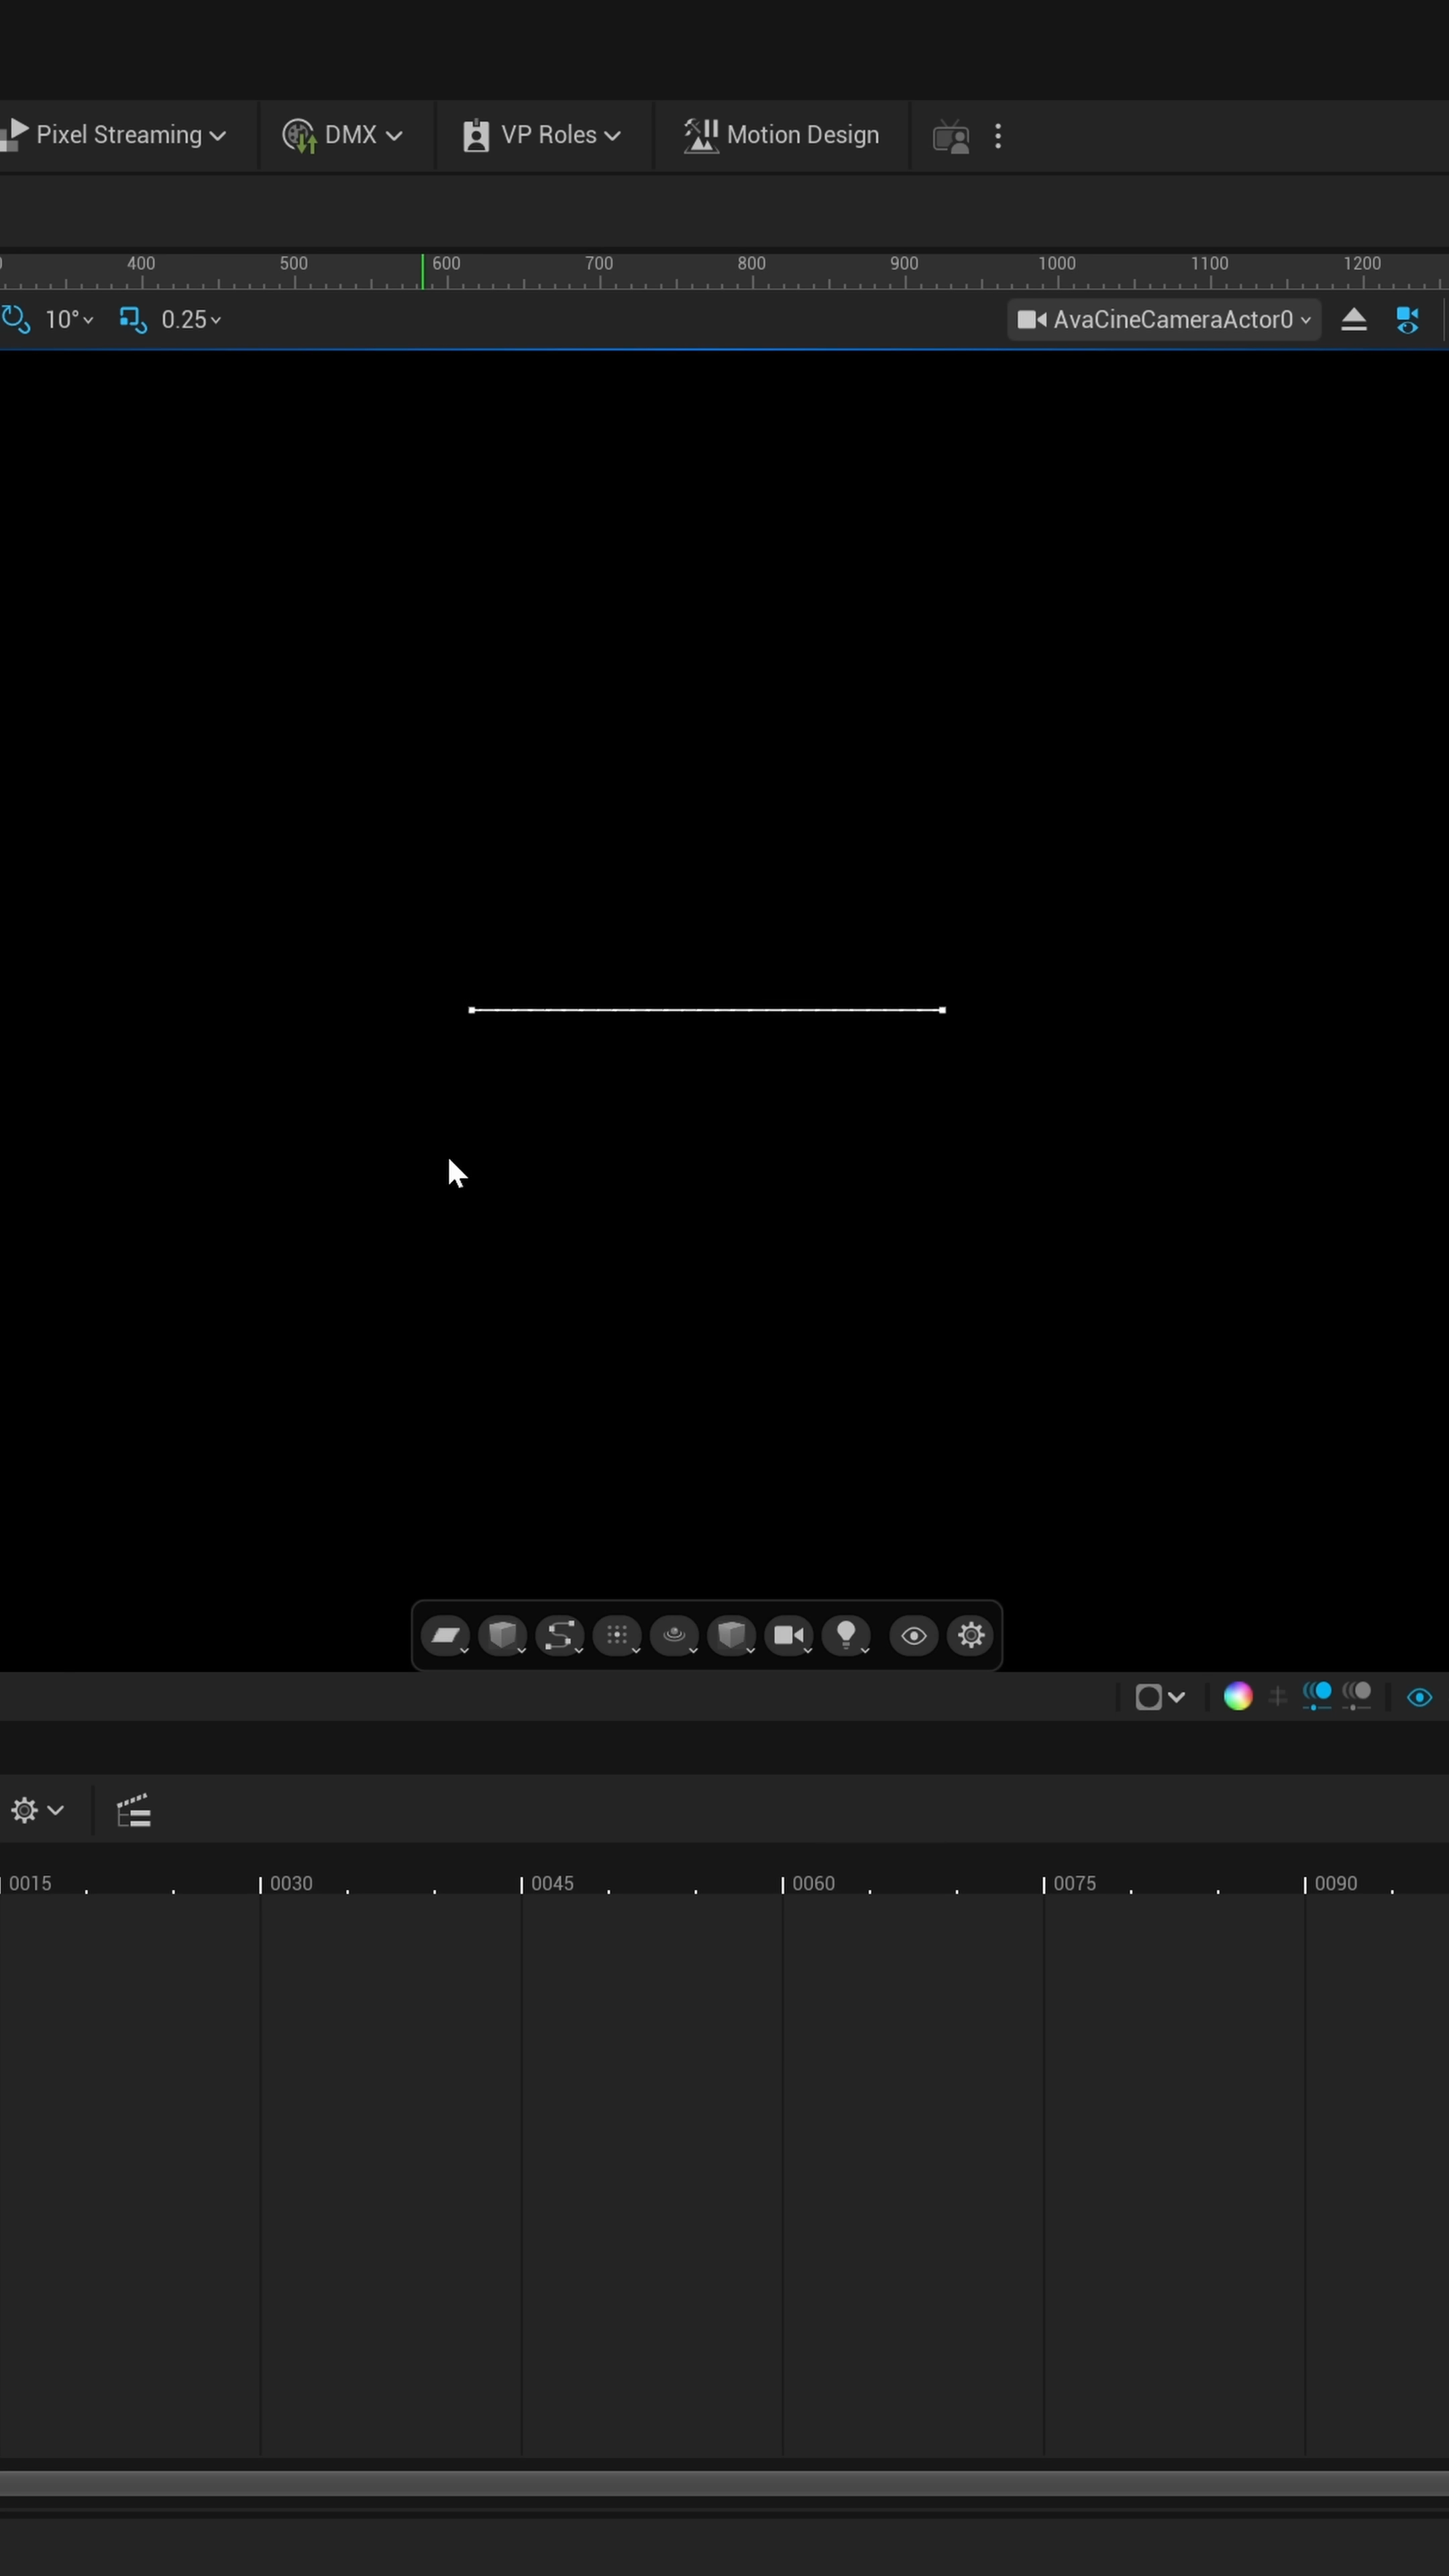 Pixel Streaming DMX VP Roles Motion Design
400 500 600 700 800 900 1000 1100 1200
10° 0.25 AvaCineCameraActor0
0015 0030 0045 0060 0075 0090